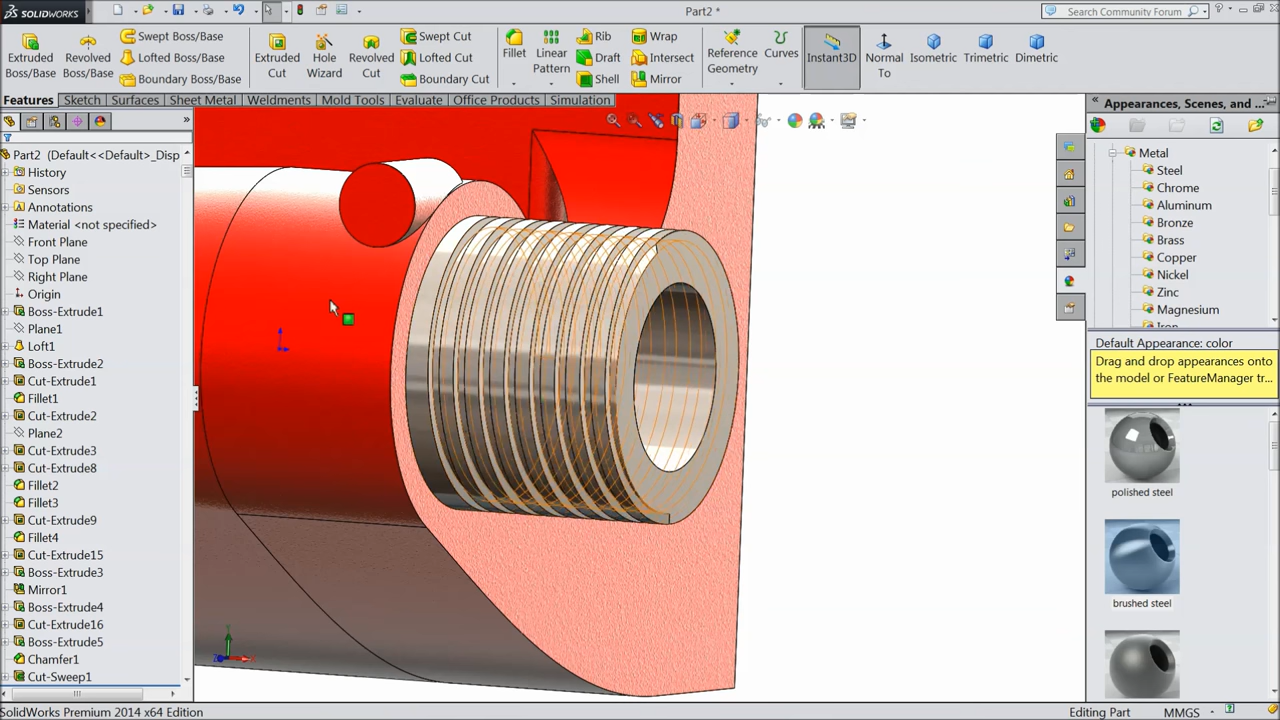 SOLIDWORKS
Part2 *
Search Community Forum
Extruded Boss/Base
Revolved Boss/Base
Swept Boss/Base
Lofted Boss/Base
Boundary Boss/Base
Extruded Cut
Hole Wizard
Revolved Cut
Swept Cut
Lofted Cut
Boundary Cut
Fillet
Linear Pattern
Rib
Draft
Shell
Wrap
Intersect
Mirror
Reference Geometry
Curves
Instant3D
Normal To
Isometric
Trimetric
Dimetric
Features
Sketch
Surfaces
Sheet Metal
Weldments
Mold Tools
Evaluate
Office Products
Simulation
Part2 (Default<<Default>_Disp
History
Sensors
Annotations
Material <not specified>
Front Plane
Top Plane
Right Plane
Origin
Boss-Extrude1
Plane1
Loft1
Boss-Extrude2
Cut-Extrude1
Fillet1
Cut-Extrude2
Plane2
Cut-Extrude3
Cut-Extrude8
Fillet2
Fillet3
Cut-Extrude9
Fillet4
Cut-Extrude15
Boss-Extrude3
Mirror1
Boss-Extrude4
Cut-Extrude16
Boss-Extrude5
Chamfer1
Cut-Sweep1
Appearances, Scenes, and ...
Metal
Steel
Chrome
Aluminum
Bronze
Brass
Copper
Nickel
Zinc
Magnesium
Default Appearance: color
Drag and drop appearances onto
the model or FeatureManager tr...
polished steel
brushed steel
SolidWorks Premium 2014 x64 Edition
Editing Part
MMGS